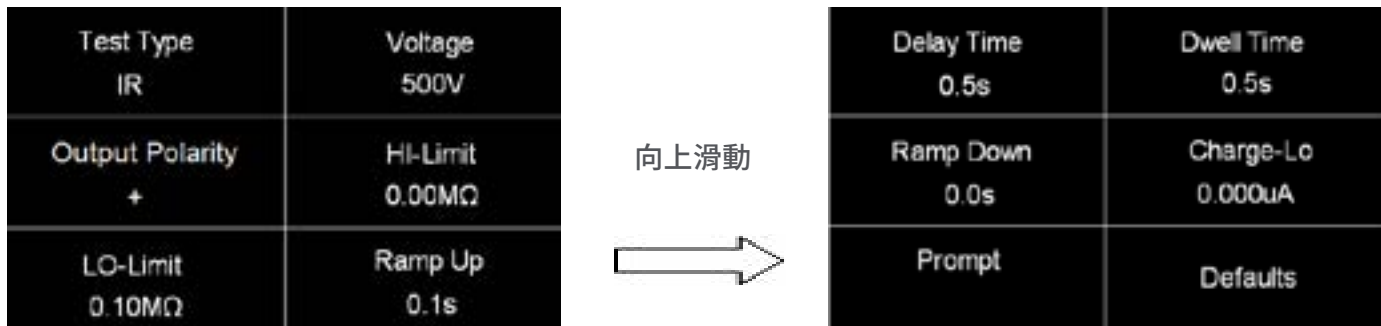 Test Type
IR
Voltage
500V
Output Polarity
+
HI-Limit
0.00MΩ
LO-Limit
0.10MΩ
Ramp Up
0.1s
向上滑動
Delay Time
0.5s
Dwell Time
0.5s
Ramp Down
0.0s
Charge-Lo
0.000uA
Prompt
Defaults